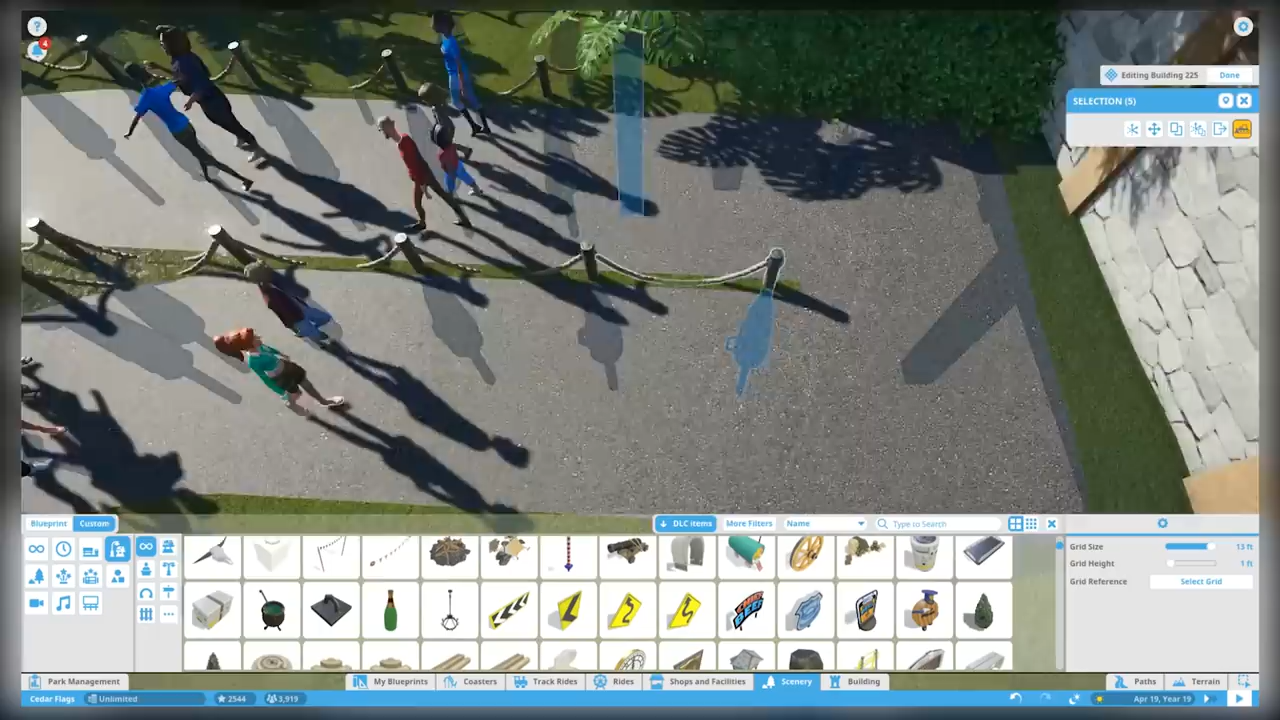 ?
4
Editing Building 225 Done
SELECTION (5)
Blueprint Custom
DLC items More Filters Name Type to Search
Grid Size 13 ft
Grid Height 1 ft
Grid Reference Select Grid
Park Management My Blueprints Coasters Track Rides Rides Shops and Facilities Scenery Building Paths Terrain
Cedar Flags Unlimited 2544 3,919 Apr 19, Year 19